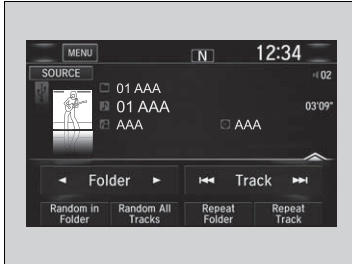 MENU N 12:34
SOURCE 02
01 AAA
01 AAA 03'09"
AAA AAA
Folder Track
Random in Folder Random All Tracks Repeat Folder Repeat Track